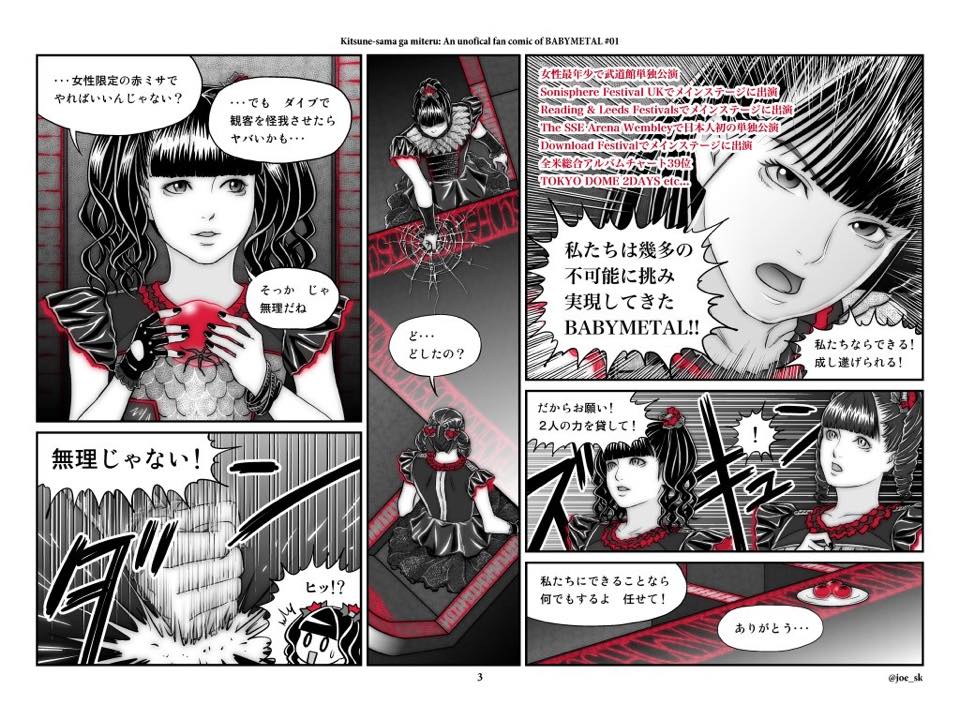 Kitsune-sama ga miteru: An unofical fan comic of BABYMETAL #01
･･･女性限定の赤ミサで
やればいいんじゃない？
･･･でも　ダイブで
観客を怪我させたら
ヤバいかも･･･
そっか　じゃ
無理だね
無理じゃない！
ダァーン
ヒッ！？
ど･･･
どしたの？
女性最年少で武道館単独公演
Sonisphere Festival UKでメインステージに出演
Reading & Leeds Festivalsでメインステージに出演
The SSE Arena Wembleyで日本人初の単独公演
Download Festivalでメインステージに出演
全米総合アルバムチャート39位
TOKYO DOME 2DAYS etc...
私たちは幾多の
不可能に挑み
実現してきた
BABYMETAL!!
私たちならできる！
成し遂げられる！
だからお願い！
２人の力を貸して！
！
ズキューン
私たちにできることなら
何でもするよ　任せて！
ありがとう･･･
3
@joe_sk